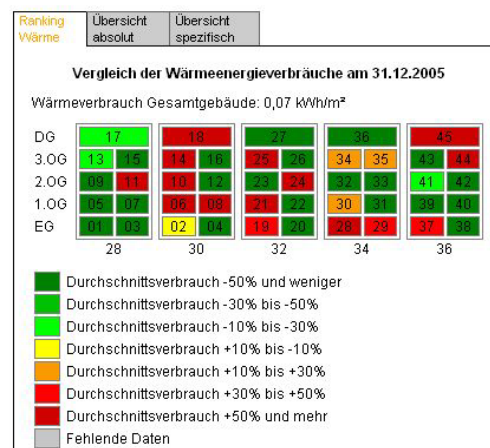 Ranking Wärme Übersicht absolut Übersicht spezifisch
Vergleich der Wärmeenergieverbräuche am 31.12.2005
Wärmeverbrauch Gesamtgebäude: 0,07 kWh/m²
DG 17 18 27 36 45
3.OG 13 15 14 16 25 26 34 35 43 44
2.OG 09 11 10 12 23 24 32 33 41 42
1.OG 05 07 06 08 21 22 30 31 39 40
EG 01 03 02 04 19 20 28 29 37 38
28 30 32 34 36
Durchschnittsverbrauch -50% und weniger
Durchschnittsverbrauch -30% bis -50%
Durchschnittsverbrauch -10% bis -30%
Durchschnittsverbrauch +10% bis -10%
Durchschnittsverbrauch +10% bis +30%
Durchschnittsverbrauch +30% bis +50%
Durchschnittsverbrauch +50% und mehr
Fehlende Daten